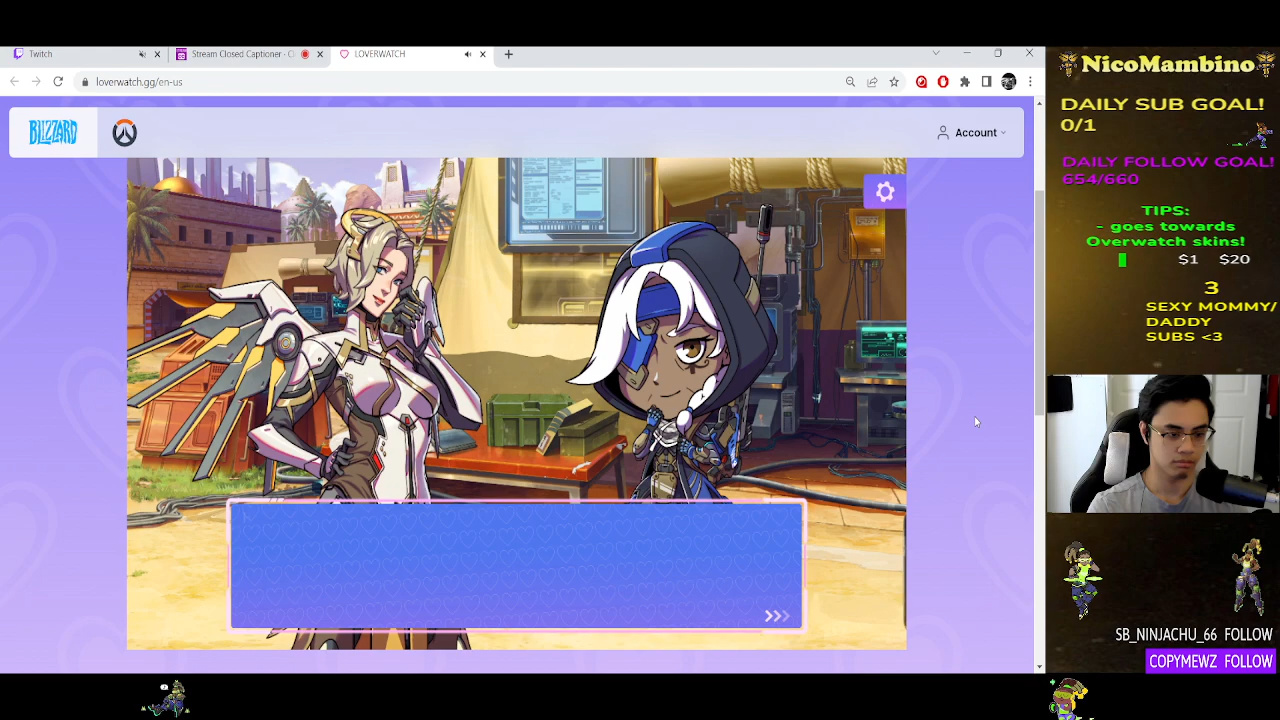 Twitch
Stream Closed Captioner - C
LOVERWATCH
loverwatch.gg/en-us
BLIZZARD
Account
NicoMambino
DAILY SUB GOAL!
0/1
DAILY FOLLOW GOAL!
654/660
TIPS:
- goes towards
Overwatch skins!
$1 $20
3
SEXY MOMMY/
DADDY
SUBS <3
SB_NINJACHU_66 FOLLOW
COPYMEWZ FOLLOW